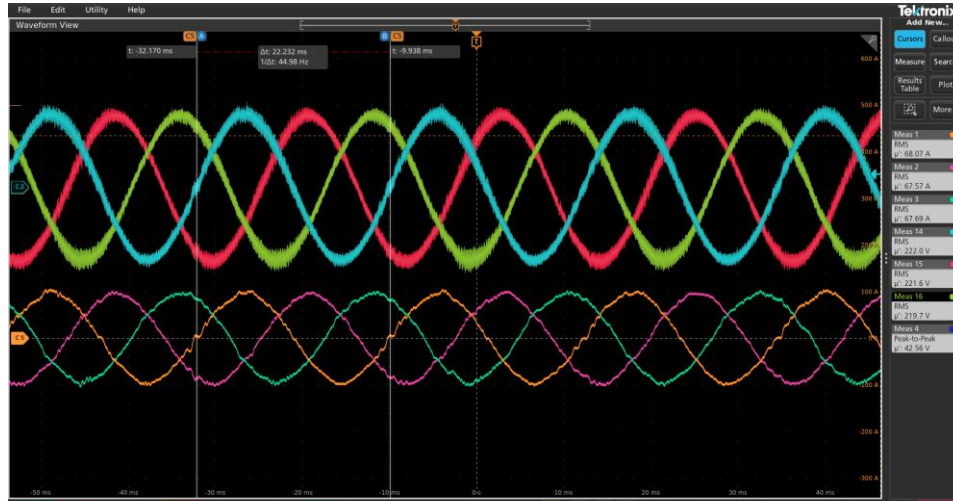 File Edit Utility Help
Tektronix
Waveform View
Add New...
C5 A
B C5
T
T
t: -32.170 ms
Δt: 22.232 ms
1/Δt: 44.98 Hz
t: -9.938 ms
Cursors
Callou
Measure
Searc
Results
Table
Plot
More.
600 A
500 A
400 A
300 A
200 A
100 A
-100 A
-200 A
-300 A
C2
C5
Meas 1
RMS
µ': 68.07 A
Meas 2
RMS
µ': 67.57 A
Meas 3
RMS
µ': 67.69 A
Meas 14
RMS
µ': 222.0 V
Meas 15
RMS
µ': 221.6 V
Meas 16
RMS
µ': 219.7 V
Meas 4
Peak-to-Peak
µ': 42.56 V
-50 ms -40 ms -30 ms -20 ms -10 ms 0 s 10 ms 20 ms 30 ms 40 ms